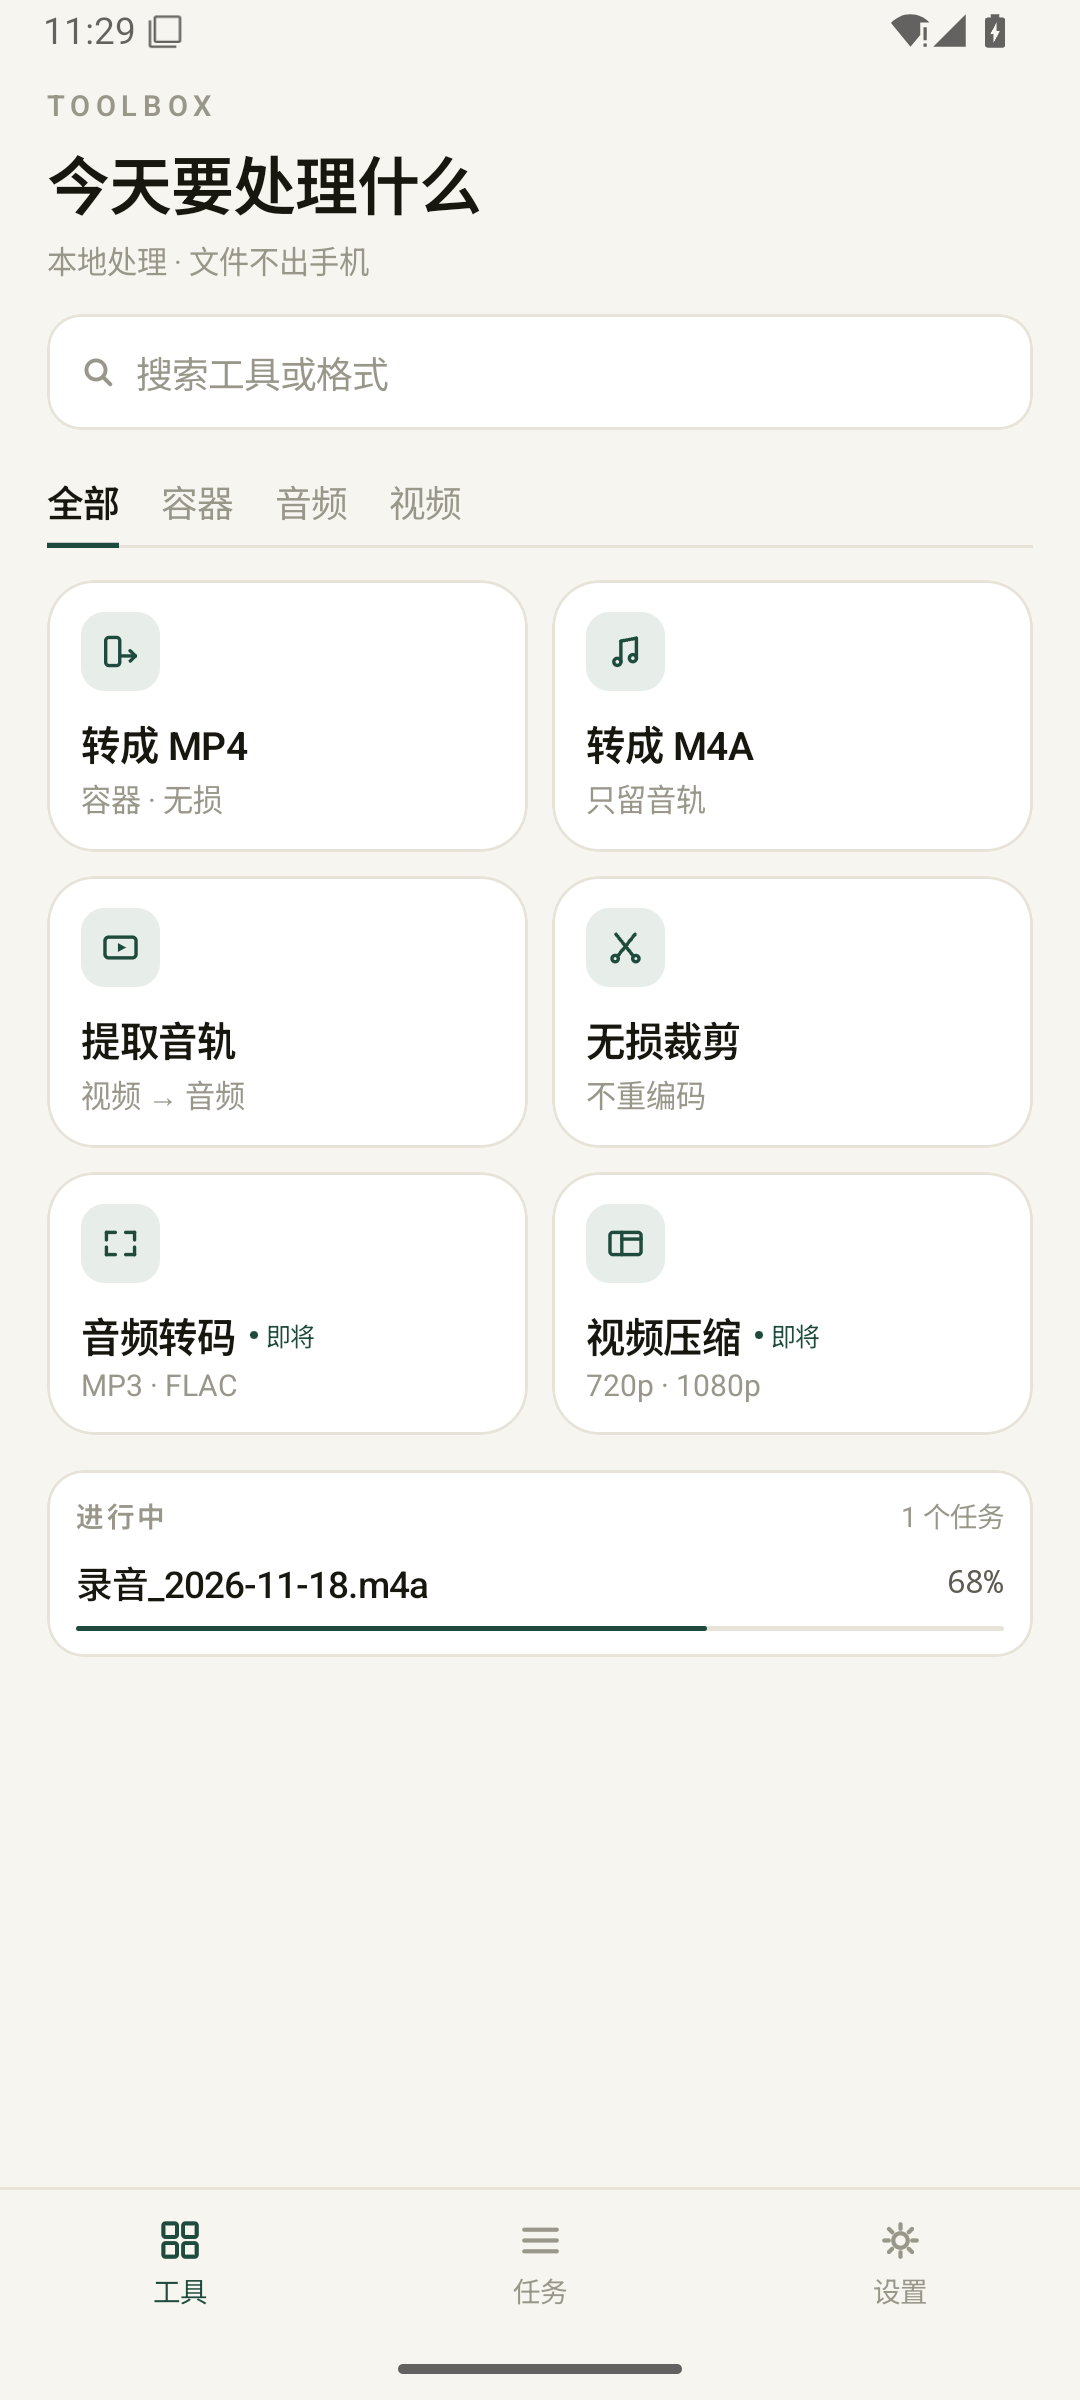 11:29
TOOLBOX
今天要处理什么
本地处理 · 文件不出手机
搜索工具或格式
全部 容器 音频 视频
转成 MP4
容器 · 无损
转成 M4A
只留音轨
提取音轨
视频 → 音频
无损裁剪
不重编码
音频转码 • 即将
MP3 · FLAC
视频压缩 • 即将
720p · 1080p
进行中 1 个任务
录音_2026-11-18.m4a 68%
工具 任务 设置